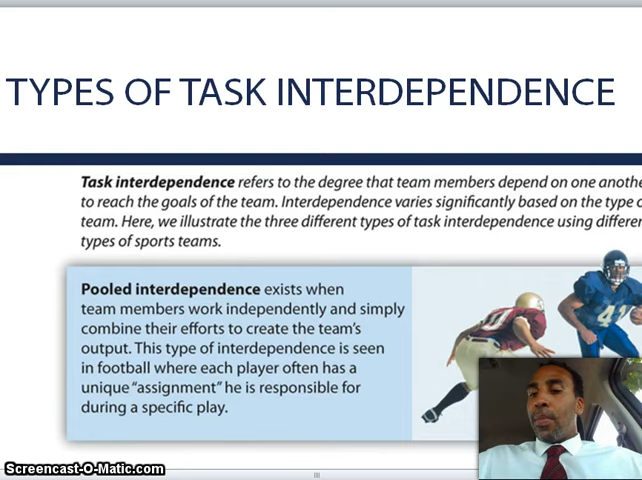 TYPES OF TASK INTERDEPENDENCE
Task interdependence refers to the degree that team members depend on one
to reach the goals of the team. Interdependence varies significantly based on the type
team. Here, we illustrate the three different types of task interdependence using
types of sports teams.
Pooled interdependence exists when
team members work independently and simply
combine their efforts to create the team's
output. This type of interdependence is seen
in football where each player often has a
unique "assignment" he is responsible for
during a specific play.
41
Screencast-O-Matic.com